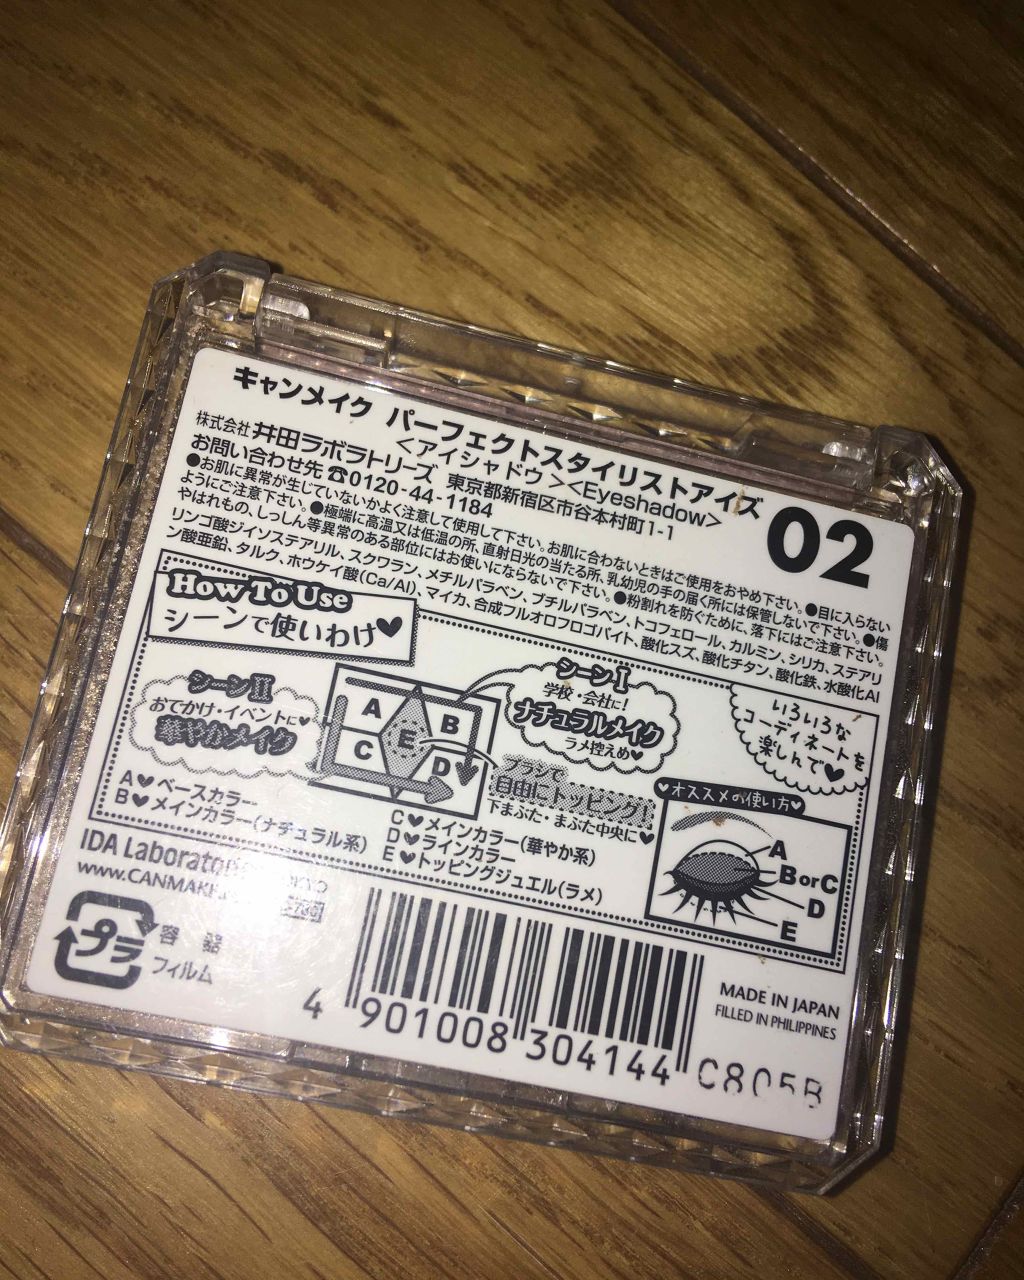 キャンメイク パーフェクトスタイリストアイズ
<アイシャドウ><Eyeshadow>
02
株式会社 井田ラボラトリーズ 東京都新宿区市谷本村町1-1
お問い合わせ先 ☎0120-44-1184
●お肌に異常が生じていないかよく注意して使用して下さい。お肌に合わないときはご使用をおやめ下さい。●目に入らない
ようにご注意下さい。●極端に高温又は低温の所、直射日光の当たる所、乳幼児の手の届く所には保管しないで下さい。●傷
やはれもの、しっしん等異常のある部位にはお使いにならないで下さい。●粉割れを防ぐために、落下にはご注意下さい。
リンゴ酸ジイソステアリル、スクワラン、メチルパラベン、ブチルパラベン、トコフェロール、カルミン、シリカ、ステアリ
ン酸亜鉛、タルク、ホウケイ酸(Ca/Al)、マイカ、合成フルオロフロゴパイト、酸化スズ、酸化チタン、酸化鉄、水酸化Al
How To Use
シーンで使いわけ♥
シーンⅡ
おでかけ・イベントに♥
華やかメイク
A
B
C
D
E
シーンⅠ
学校・会社に!
ナチュラルメイク
ラメ控えめ♥
ブラシで
自由にトッピング!
下まぶた・まぶた中央に♥
いろいろな
コーディネートを
楽しんで♥
♥オススメの使い方♥
A
B or C
D
E
A♥ベースカラー
B♥メインカラー(ナチュラル系)
C♥メインカラー(華やか系)
D♥ラインカラー
E♥トッピングジュエル(ラメ)
IDA Laborator
www.CANMAKE
プラ
容器
フィルム
4 901008 304144
MADE IN JAPAN
FILLED IN PHILIPPINES
C805B